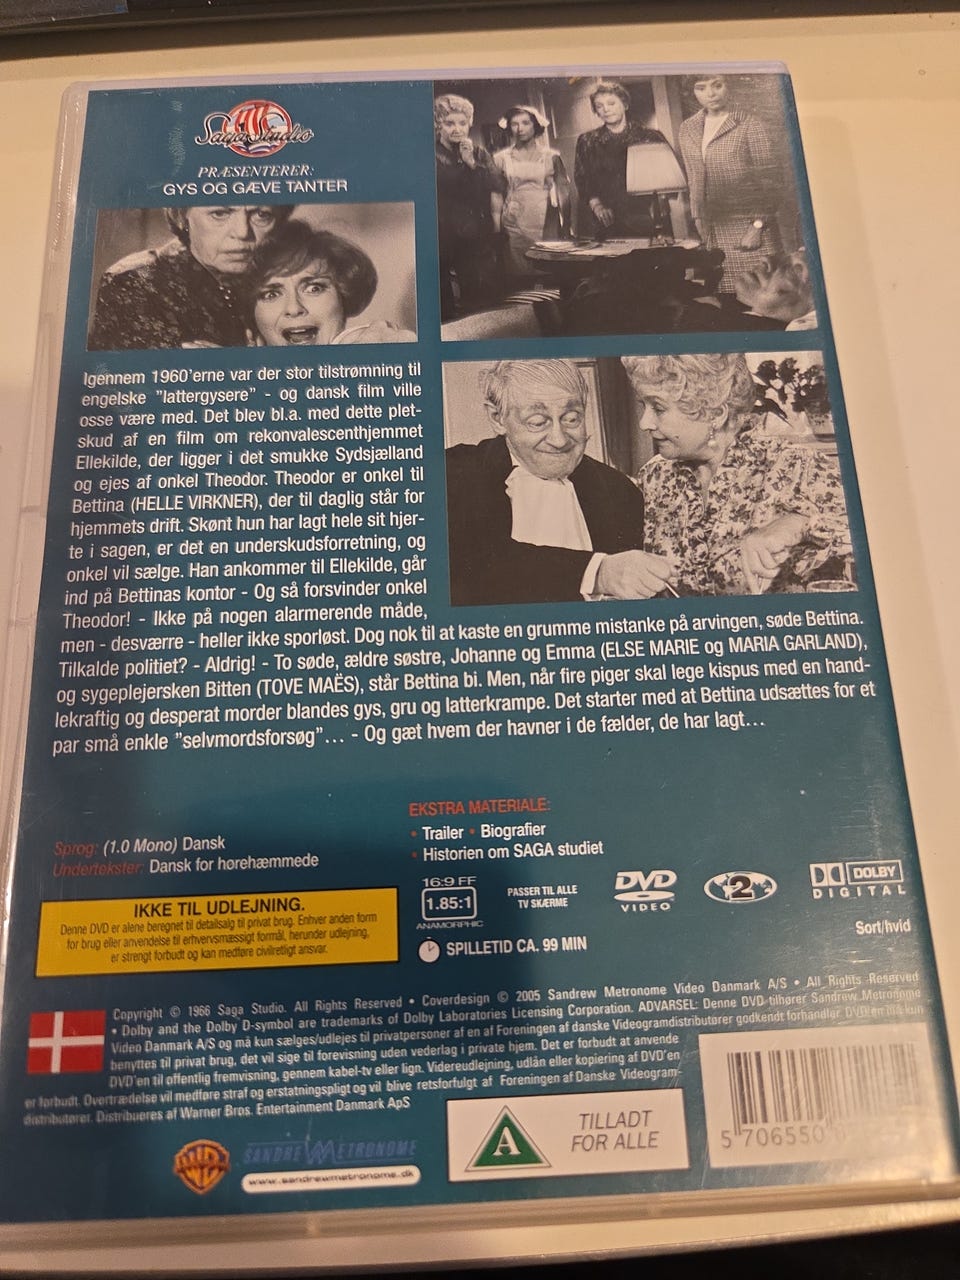 Saga Studio
PRÆSENTERER:
GYS OG GÆVE TANTER
Igennem 1960'erne var der stor tilstrømning til
engelske "lattergysere" - og dansk film ville
osse være med. Det blev bl.a. med dette plet-
skud af en film om rekonvalescenthjemmet
Ellekilde, der ligger i det smukke Sydsjælland
og ejes af onkel Theodor. Theodor er onkel til
Bettina (HELLE VIRKNER), der til daglig står for
hjemmets drift. Skønt hun har lagt hele sit hjer-
te i sagen, er det en underskudsforretning, og
onkel vil sælge. Han ankommer til Ellekilde, går
ind på Bettinas kontor - Og så forsvinder onkel
Theodor! - Ikke på nogen alarmerende måde,
men - desværre - heller ikke sporløst. Dog nok til at kaste en grumme mistanke på arvingen, søde Bettina.
Tilkalde politiet? - Aldrig! - To søde, ældre søstre, Johanne og Emma (ELSE MARIE og MARIA GARLAND),
og sygeplejersken Bitten (TOVE MAËS), står Bettina bi. Men, når fire piger skal lege kispus med en hand-
lekraftig og desperat morder blandes gys, gru og latterkrampe. Det starter med at Bettina udsættes for et
par små enkle "selvmordsforsøg"... - Og gæt hvem der havner i de fælder, de har lagt...
Sprog: (1.0 Mono) Dansk
Undertekster: Dansk for hørehæmmede
EKSTRA MATERIALE:
• Trailer • Biografier
• Historien om SAGA studiet
IKKE TIL UDLEJNING.
Denne DVD er alene beregnet til detailsalg til privat brug. Enhver anden form
for brug eller anvendelse til erhvervsmæssigt formål, herunder udlejning,
er strengt forbudt og kan medføre civilretligt ansvar.
16:9 FF
1.85:1
ANAMORPHIC
PASSER TIL ALLE
TV SKÆRME
DVD
VIDEO
2
DOLBY
DIGITAL
SPILLETID CA. 99 MIN
Sort/hvid
Copyright © 1966 Saga Studio. All Rights Reserved • Coverdesign © 2005 Sandrew Metronome Video Danmark A/S • All Rights Reserved
• Dolby and the Dolby D-symbol are trademarks of Dolby Laboratories Licensing Corporation. ADVARSEL: Denne DVD tilhører Sandrew Metronome
Video Danmark A/S og må kun sælges/udlejes til privatpersoner af en af Foreningen af danske Videogramdistributører godkendt forhandler. DVD'en må kun
benyttes til privat brug, det vil sige til forevisning uden vederlag i private hjem. Det er forbudt at anvende
DVD'en til offentlig fremvisning, gennem kabel-tv eller lign. Videreudlejning, udlån eller kopiering af DVD'en
er forbudt. Overtrædelse vil medføre straf og erstatningspligt og vil blive retsforfulgt af Foreningen af Danske Videogram-
distributører. Distribueres af Warner Bros. Entertainment Danmark ApS
WB
SANDREW METRONOME
www.sandrewmetronome.dk
A
TILLADT
FOR ALLE
5 706550